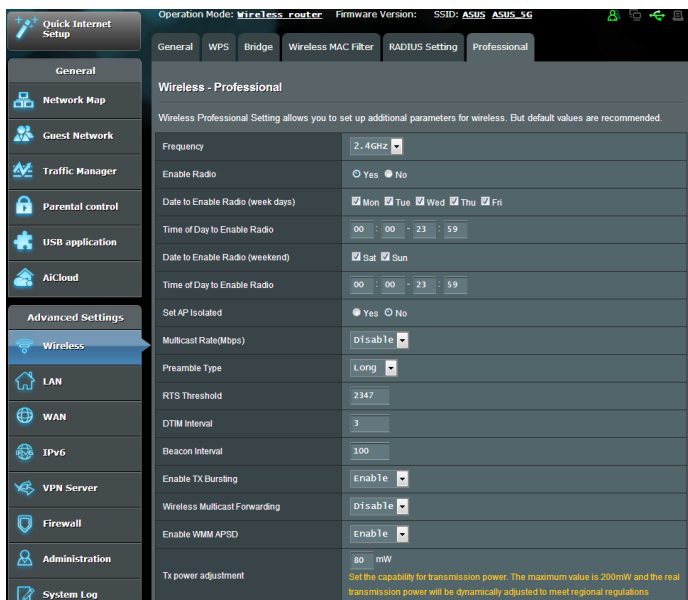 Operation Mode: Wireless router Firmware Version: SSID: ASUS ASUS_5G
Quick Internet
Setup
General WPS Bridge Wireless MAC Filter RADIUS Setting Professional
General
Network Map
Guest Network
Traffic Manager
Parental control
USB application
AiCloud
Advanced Settings
Wireless
LAN
WAN
IPv6
IPv6
VPN Server
Firewall
Administration
System Log
Wireless - Professional
Wireless Professional Setting allows you to set up additional parameters for wireless. But default values are recommended.
Frequency 2.4GHz
Enable Radio Yes No
Date to Enable Radio (week days) Mon Tue Wed Thu Fri
Time of Day to Enable Radio 00 : 00 - 23 : 59
Date to Enable Radio (weekend) Sat Sun
Time of Day to Enable Radio 00 : 00 - 23 : 59
Set AP Isolated Yes No
Multicast Rate(Mbps) Disable
Preamble Type Long
RTS Threshold 2347
DTIM Interval 3
Beacon Interval 100
Enable TX Bursting Enable
Wireless Multicast Forwarding Disable
Enable WMM APSD Enable
Tx power adjustment 80 mW
Set the capability for transmission power. The maximum value is 200mW and the real
transmission power will be dynamically adjusted to meet regional regulations